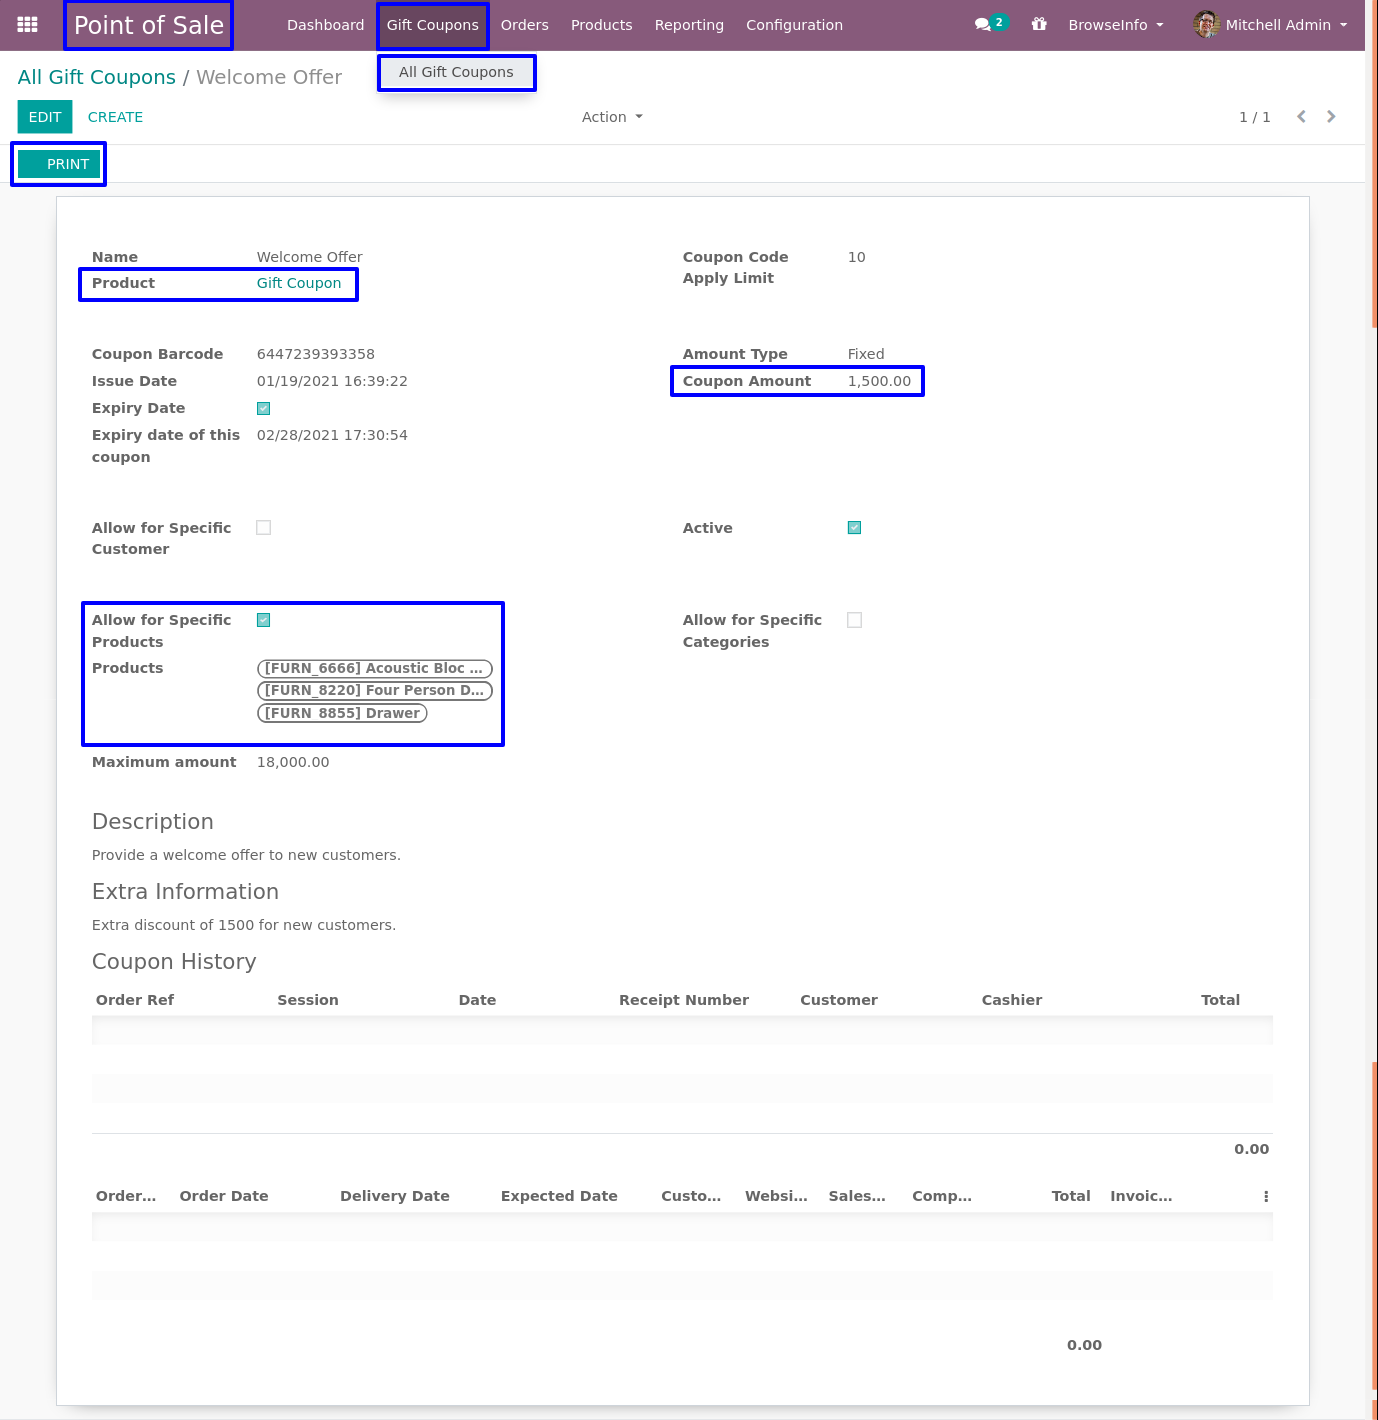 Point of Sale Dashboard Gift Coupons Orders Products Reporting Configuration 2 BrowseInfo Mitchell Admin
All Gift Coupons / Welcome Offer
All Gift Coupons
EDIT CREATE Action 1 / 1
PRINT
Name Welcome Offer
Product Gift Coupon
Coupon Code 10
Apply Limit
Coupon Barcode 6447239393358
Issue Date 01/19/2021 16:39:22
Expiry Date
Expiry date of this 02/28/2021 17:30:54
coupon
Amount Type Fixed
Coupon Amount 1,500.00
Allow for Specific
Customer
Active
Allow for Specific
Products
Products [FURN_6666] Acoustic Bloc ...
[FURN_8220] Four Person D...
[FURN_8855] Drawer
Allow for Specific
Categories
Maximum amount 18,000.00
Description
Provide a welcome offer to new customers.
Extra Information
Extra discount of 1500 for new customers.
Coupon History
Order Ref Session Date Receipt Number Customer Cashier Total
0.00
Order... Order Date Delivery Date Expected Date Custo... Websi... Sales... Comp... Total Invoic...
0.00